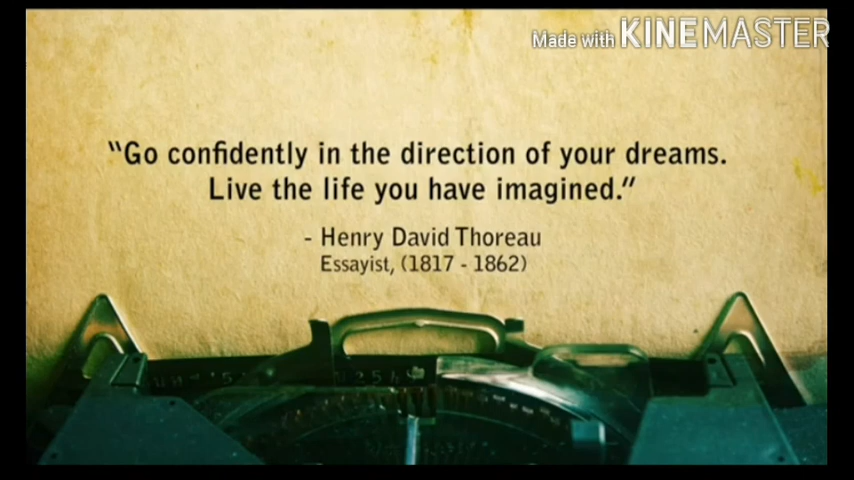 Made with KINEMASTER
“Go confidently in the direction of your dreams.
Live the life you have imagined.”
- Henry David Thoreau
Essayist, (1817 - 1862)